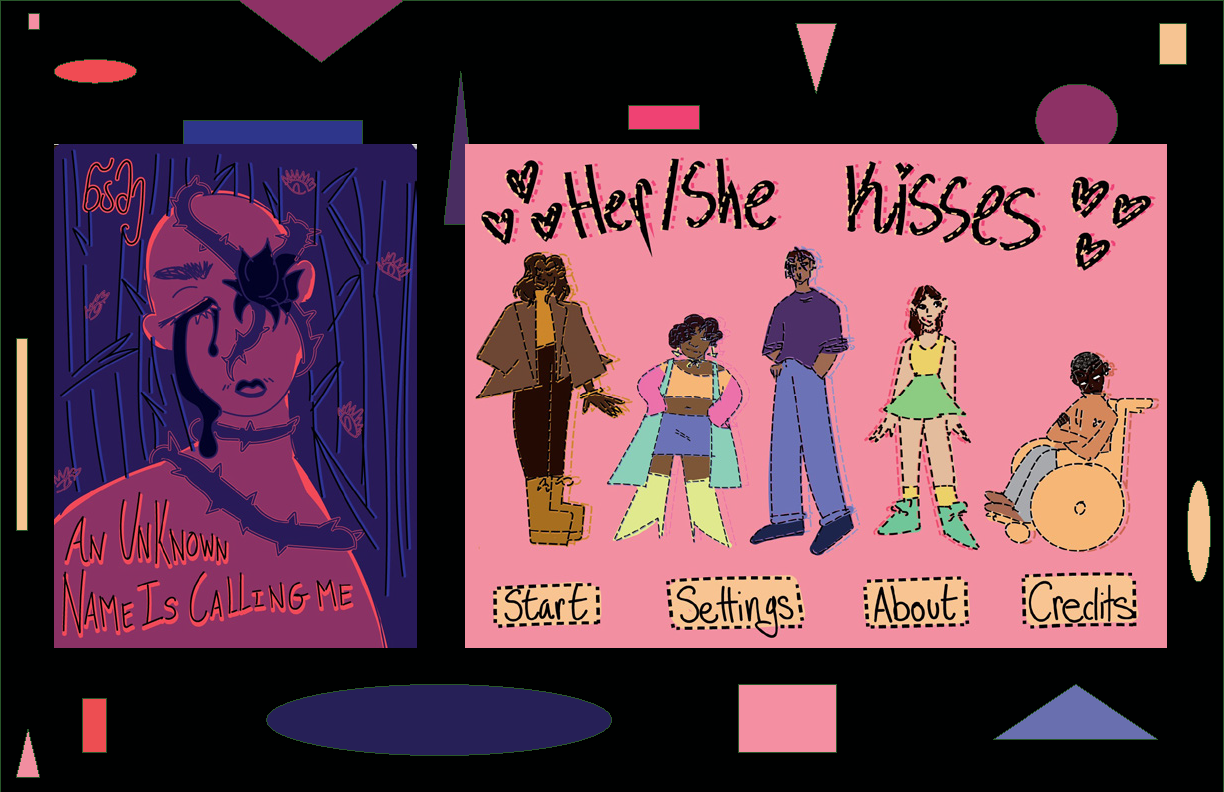 AN UNKNOWN
NAME IS CALLING ME
Her/She Kisses
Start
Settings
About
Credits